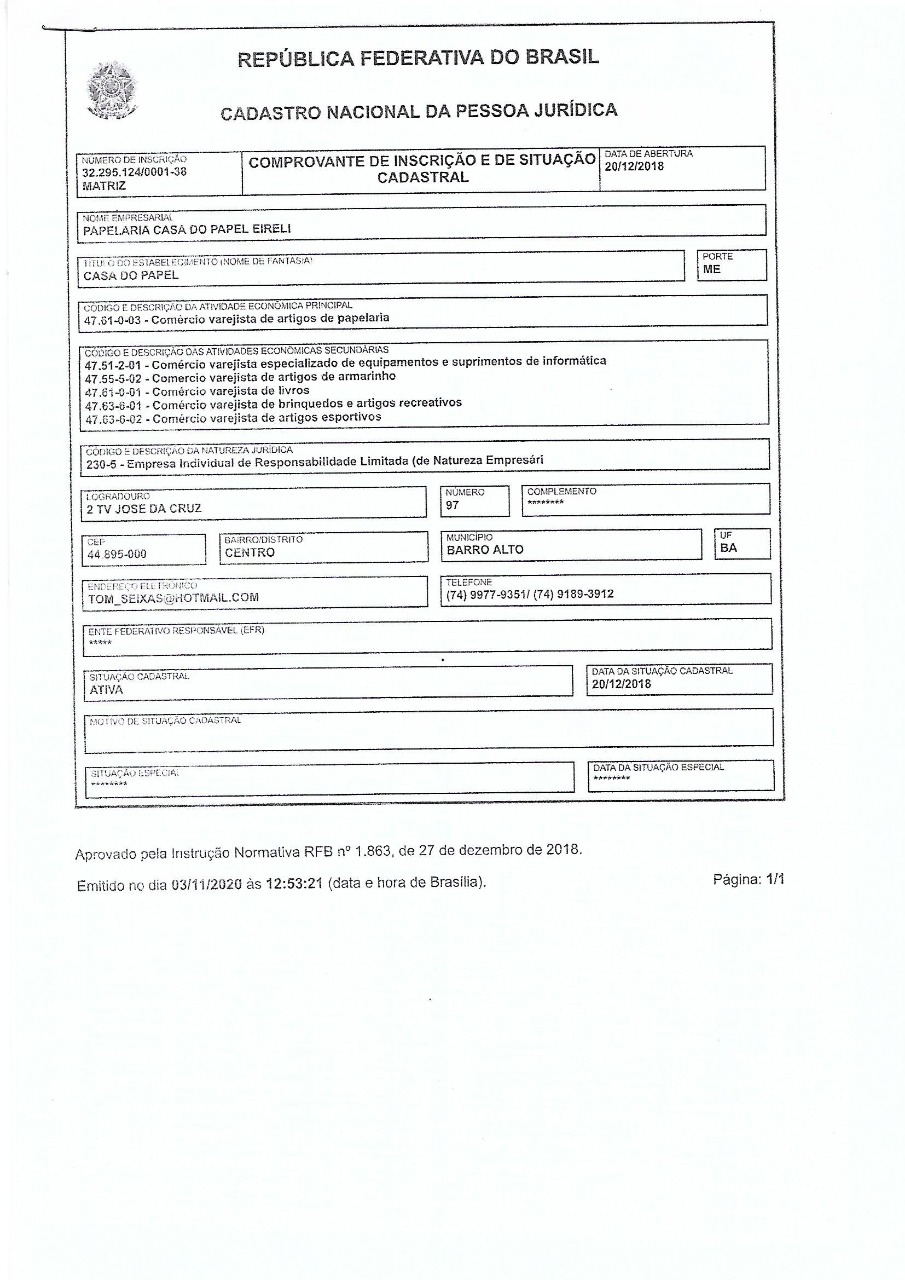 REPÚBLICA FEDERATIVA DO BRASIL
CADASTRO NACIONAL DA PESSOA JURÍDICA
NÚMERO DE INSCRIÇÃO
32.295.124/0001-38
MATRIZ
COMPROVANTE DE INSCRIÇÃO E DE SITUAÇÃO
CADASTRAL
DATA DE ABERTURA
20/12/2018
NOME EMPRESARIAL
PAPELARIA CASA DO PAPEL EIRELI
TÍTULO DO ESTABELECIMENTO (NOME DE FANTASIA)
CASA DO PAPEL
PORTE
ME
CÓDIGO E DESCRIÇÃO DA ATIVIDADE ECONÔMICA PRINCIPAL
47.61-0-03 - Comércio varejista de artigos de papelaria
CÓDIGO E DESCRIÇÃO DAS ATIVIDADES ECONÔMICAS SECUNDÁRIAS
47.51-2-01 - Comércio varejista especializado de equipamentos e suprimentos de informática
47.55-5-02 - Comercio varejista de artigos de armarinho
47.61-0-01 - Comércio varejista de livros
47.63-6-01 - Comércio varejista de brinquedos e artigos recreativos
47.63-6-02 - Comércio varejista de artigos esportivos
CÓDIGO E DESCRIÇÃO DA NATUREZA JURÍDICA
230-5 - Empresa Individual de Responsabilidade Limitada (de Natureza Empresári
LOGRADOURO
2 TV JOSE DA CRUZ
NÚMERO
97
COMPLEMENTO
********
CEP
44.895-000
BAIRRO/DISTRITO
CENTRO
MUNICÍPIO
BARRO ALTO
UF
BA
ENDEREÇO ELETRÔNICO
TOM_SEIXAS@HOTMAIL.COM
TELEFONE
(74) 9977-9351/ (74) 9189-3912
ENTE FEDERATIVO RESPONSÁVEL (EFR)
*****
SITUAÇÃO CADASTRAL
ATIVA
DATA DA SITUAÇÃO CADASTRAL
20/12/2018
MOTIVO DE SITUAÇÃO CADASTRAL
SITUAÇÃO ESPECIAL
********
DATA DA SITUAÇÃO ESPECIAL
********
Aprovado pela Instrução Normativa RFB nº 1.863, de 27 de dezembro de 2018.
Emitido no dia 03/11/2020 às 12:53:21 (data e hora de Brasília).
Página: 1/1